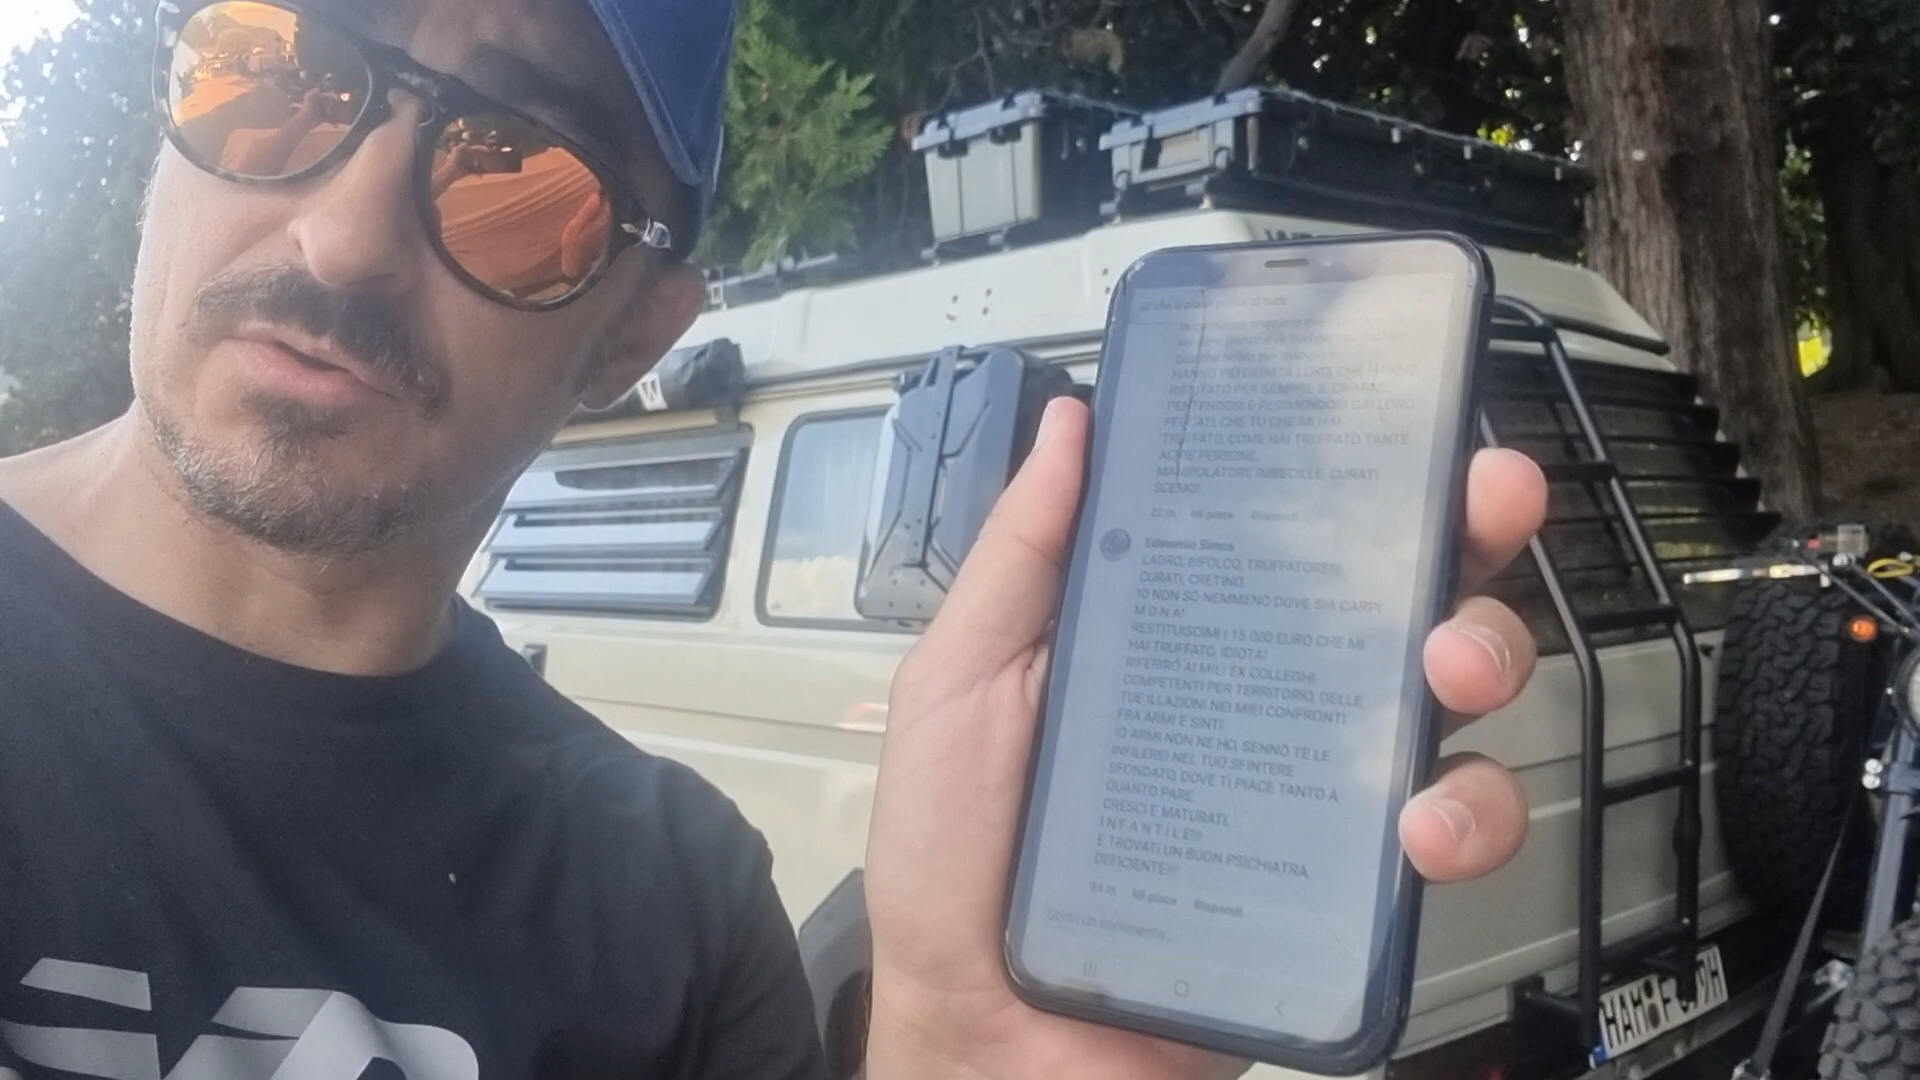 HANNO PIÙ DIGNITÀ LORO, CHE HANNO
RIFIUTATO PER SEMPRE IL CRIMINE,
PENTENDOSI E REDIMENDOSI DAI LORO
PECCATI, CHE TU CHE MI HAI
TRUFFATO, COME HAI TRUFFATO TANTE
ALTRE PERSONE.
MANIPOLATORE IMBECILLE, CURATI,
SCEMO!
22 m Mi piace Rispondi
LADRO, BIFOLCO, TRUFFATORE!!!
CURATI, CRETINO.
IO NON SO NEMMENO DOVE SIA CARPI,
M O N A!
RESTITUISCIMI I 15.000 EURO CHE MI
HAI TRUFFATO, IDIOTA!
RIFERIRÒ AI MIEI EX COLLEGHI
COMPETENTI PER TERRITORIO, DELLE
TUE ILLAZIONI NEI MIEI CONFRONTI
FRA ARMI E SINTI.
IO ARMI NON NE HO, SENNÒ TE LE
INFILEREI NEL TUO SFINTERE
SFONDATO, DOVE TI PIACE TANTO A
QUANTO PARE.
CRESCI E MATURATI,
I N F A N T I L E!!!
E TROVATI UN BUON PSICHIATRA,
DEFICIENTE!!!
Mi piace Rispondi
Scrivi un commento...
W